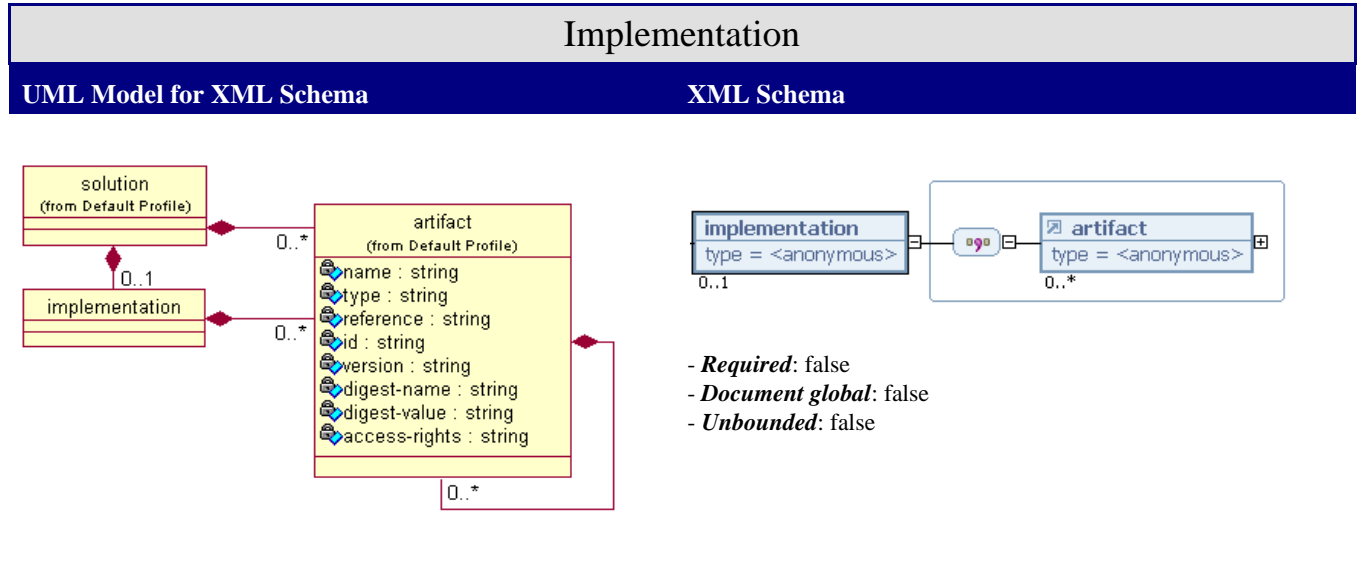 Implementation
UML Model for XML Schema
XML Schema
solution
(from Default Profile)
0..*
0..1
implementation
0..*
artifact
(from Default Profile)
name : string
type : string
reference : string
id : string
version : string
digest-name : string
digest-value : string
access-rights : string
0..*
implementation
type = <anonymous>
0..1
artifact
type = <anonymous>
0..*
- Required: false
- Document global: false
- Unbounded: false